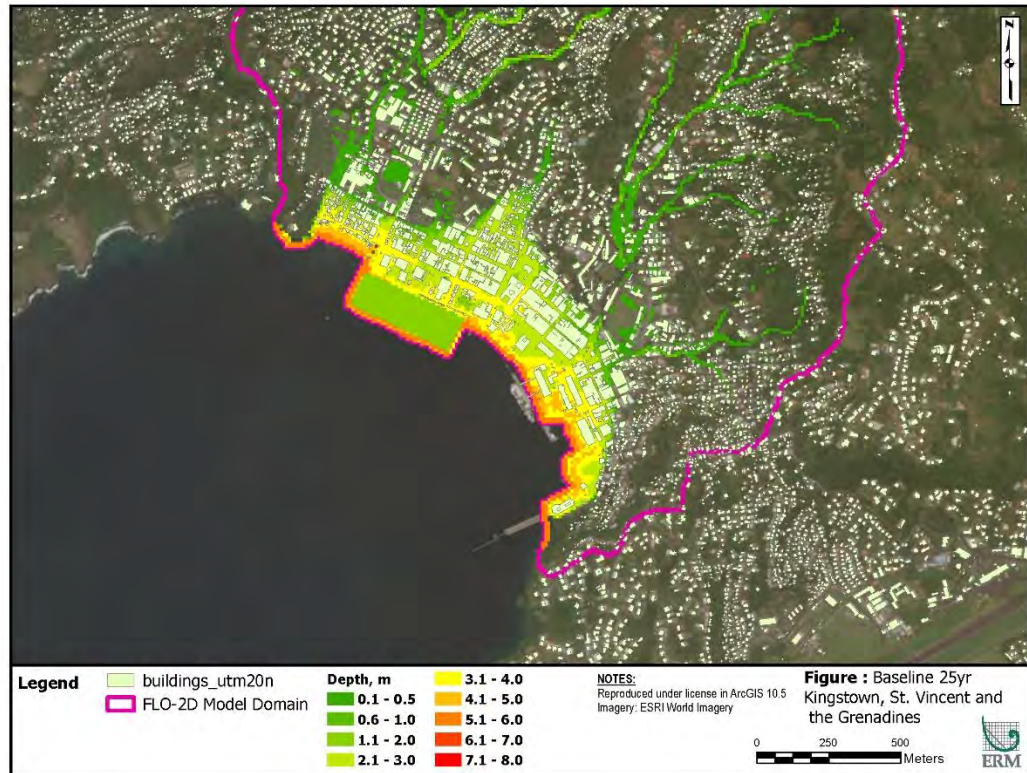 N
Legend
buildings_utm20n
FLO-2D Model Domain
Depth, m
0.1 - 0.5
0.6 - 1.0
1.1 - 2.0
2.1 - 3.0
3.1 - 4.0
4.1 - 5.0
5.1 - 6.0
6.1 - 7.0
7.1 - 8.0
NOTES:
Reproduced under license in ArcGIS 10.5
Imagery: ESRI World Imagery
Figure : Baseline 25yr
Kingstown, St. Vincent and
the Grenadines
0 250 500
Meters
ERM